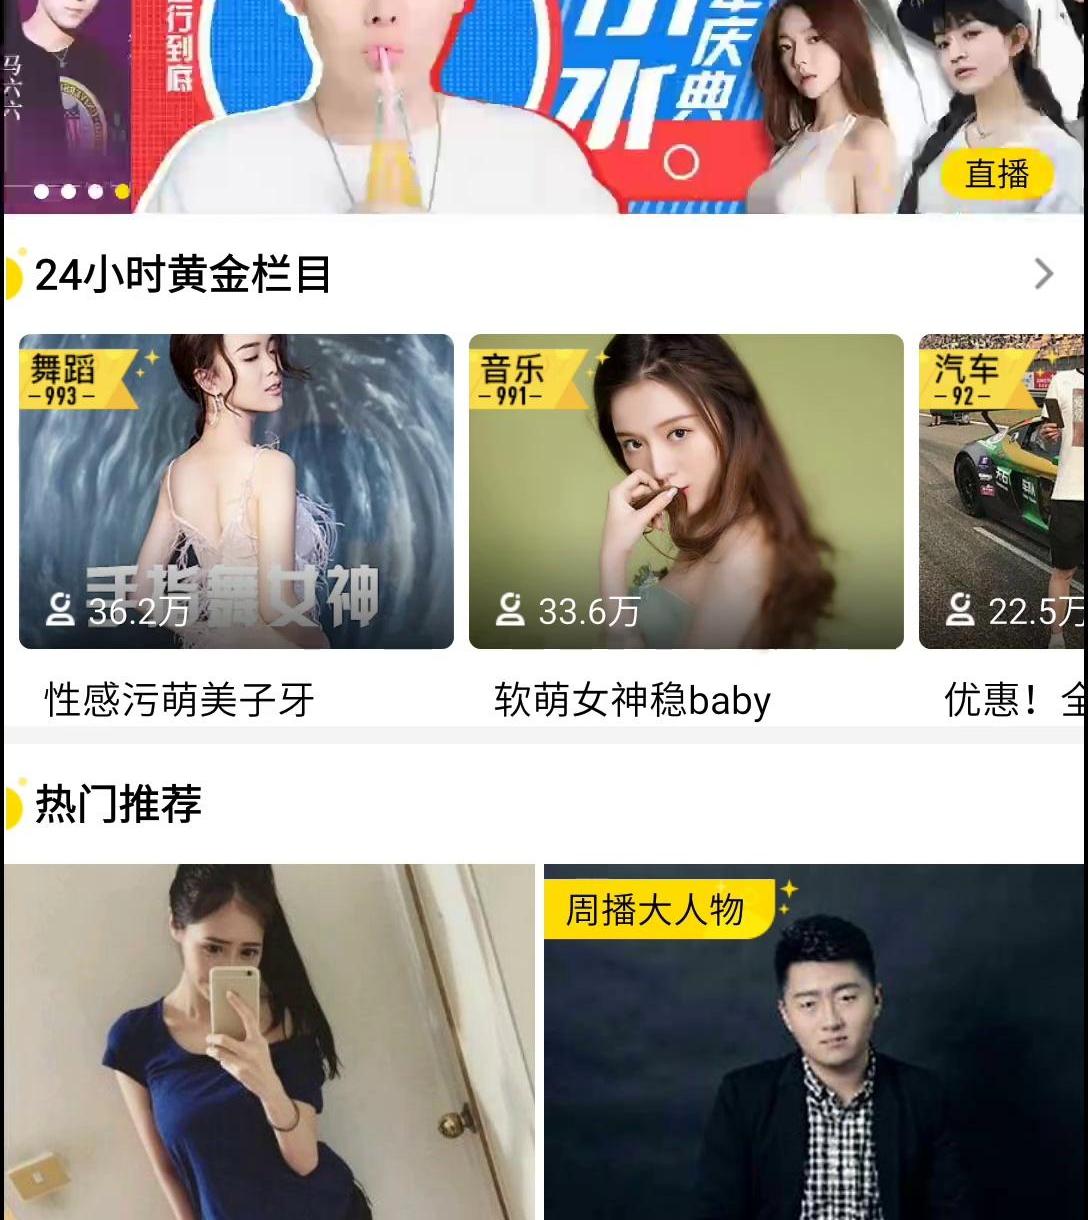 马六六
行到底
庆典
水
直播
24小时黄金栏目
舞蹈
-993-
音乐
-991-
汽车
-92-
手指舞女神
36.2万
33.6万
22.5万
性感污萌美子牙
软萌女神稳baby
优惠！全
热门推荐
周播大人物